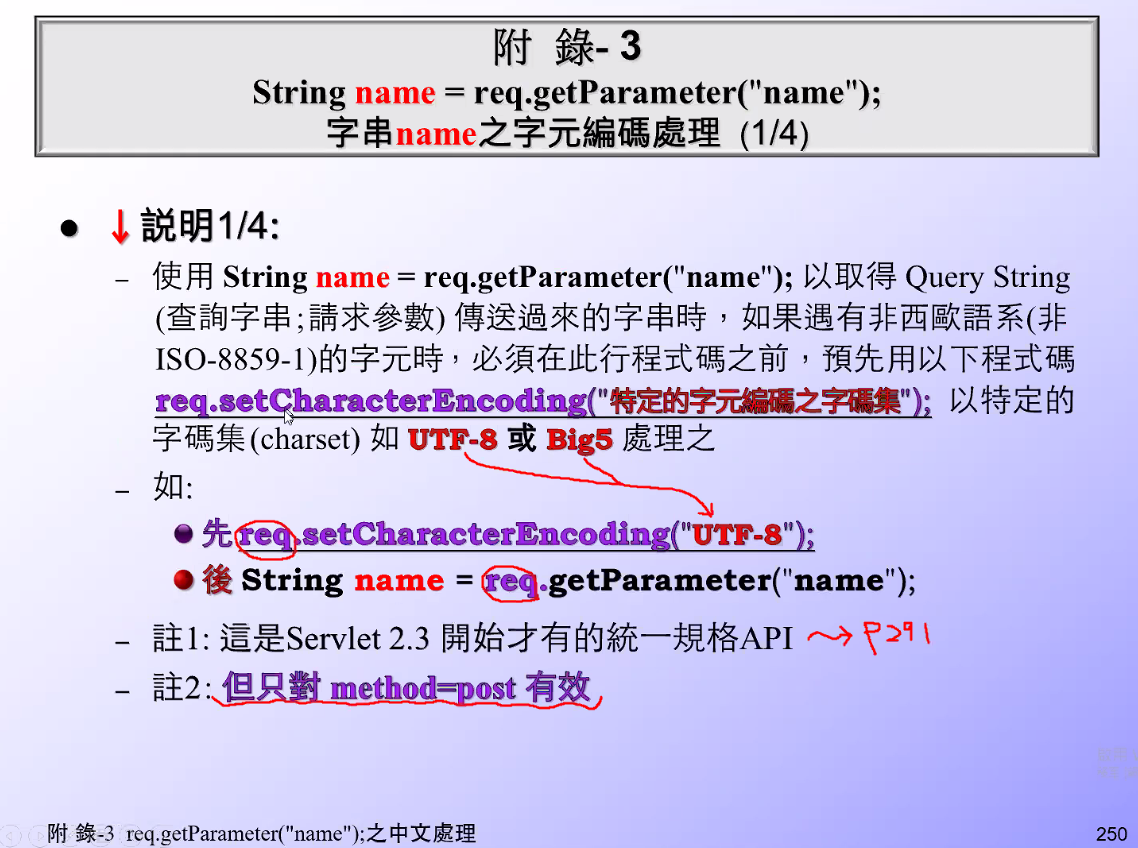 附 錄- 3
String name = req.getParameter("name");
字串name之字元編碼處理 (1/4)
● ↓說明1/4:
– 使用 String name = req.getParameter("name"); 以取得 Query String
(查詢字串;請求參數) 傳送過來的字串時，如果遇有非西歐語系(非
ISO-8859-1)的字元時，必須在此行程式碼之前，預先用以下程式碼
req.setCharacterEncoding("特定的字元編碼之字碼集"); 以特定的
字碼集(charset) 如 UTF-8 或 Big5 處理之
– 如:
先 req.setCharacterEncoding("UTF-8");
後 String name = req.getParameter("name");
– 註1: 這是Servlet 2.3 開始才有的統一規格API → P291
– 註2: 但只對 method=post 有效
附 錄-3 req.getParameter("name");之中文處理
250